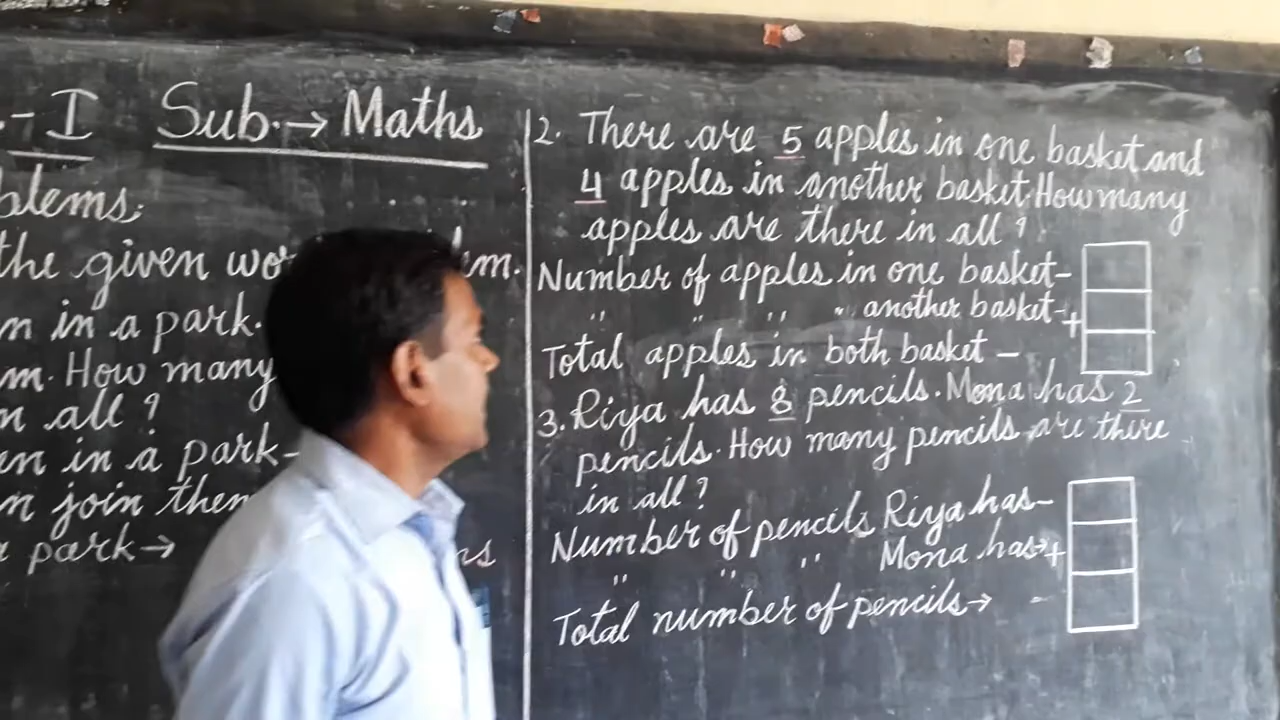 .-I Sub.→ Maths
blems.
the given wo em.
m in a park.
m. How many
n all ?
en in a park-
n join them
park→ ns
2. There are 5 apples in one basket and
4 apples in another basket. How many
apples are there in all ?
Number of apples in one basket-
" " " " another basket- +
Total apples in both basket -
3. Riya has 8 pencils. Mona has 2
pencils. How many pencils are there
in all ?
Number of pencils Riya has-
" " " Mona has→ +
Total number of pencils→ -